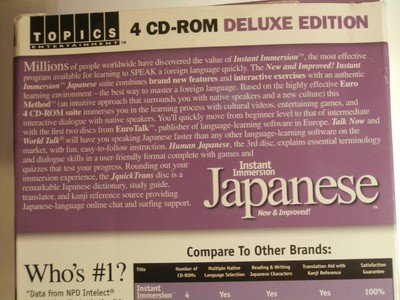 TOPICS
ENTERTAINMENT™
4 CD-ROM DELUXE EDITION
Millions of people worldwide have discovered the value of Instant Immersion™, the most effective
program available for learning to SPEAK a foreign language quickly. The New and Improved! Instant
Immersion™ Japanese suite combines brand new features and interactive exercises with an authentic
learning environment – the best way to master a foreign language. Based on the highly effective Euro
Method™ (an intuitive approach that surrounds you with native speakers and a new culture) this
4 CD-ROM suite immerses you in the learning process with cultural videos, entertaining games, and
interactive dialogue with native speakers. You'll quickly move from beginner level to that of intermediate
with the first two discs from EuroTalk™, publisher of language-learning software in Europe. Talk Now and
World Talk® will have you speaking Japanese faster than any other language-learning software on the
market, with fun, easy-to-follow instruction. Human Japanese, the 3rd disc, explains essential terminology
and dialogue skills in a user-friendly format complete with games and
quizzes that test your progress. Rounding out your
immersion experience, the JquickTrans disc is a
remarkable Japanese dictionary, study guide,
translator, and kanji reference source providing
Japanese-language online chat and surfing support.
Instant
Immersion
Japanese™
New & Improved!
Compare To Other Brands:
Who's #1?
"Data from NPD Intelect®
Title
Number of
CD-ROMs
Multiple Native
Language Selection
Reading & Writing
Japanese Characters
Translation Aid with
Kanji Reference
Satisfaction
Guarantee
Instant
Immersion
4
Yes
Yes
Yes
100%